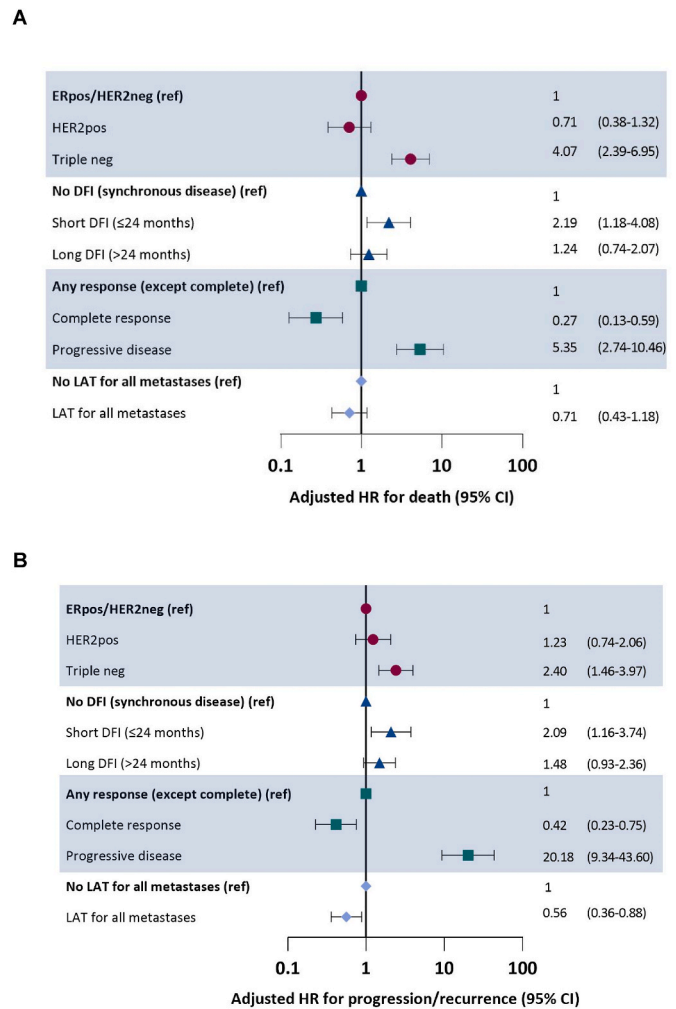 A
ERpos/HER2neg (ref) 1
HER2pos 0.71 (0.38-1.32)
Triple neg 4.07 (2.39-6.95)
No DFI (synchronous disease) (ref) 1
Short DFI (≤24 months) 2.19 (1.18-4.08)
Long DFI (>24 months) 1.24 (0.74-2.07)
Any response (except complete) (ref) 1
Complete response 0.27 (0.13-0.59)
Progressive disease 5.35 (2.74-10.46)
No LAT for all metastases (ref) 1
LAT for all metastases 0.71 (0.43-1.18)
0.1 1 10 100
Adjusted HR for death (95% CI)
B
ERpos/HER2neg (ref) 1
HER2pos 1.23 (0.74-2.06)
Triple neg 2.40 (1.46-3.97)
No DFI (synchronous disease) (ref) 1
Short DFI (≤24 months) 2.09 (1.16-3.74)
Long DFI (>24 months) 1.48 (0.93-2.36)
Any response (except complete) (ref) 1
Complete response 0.42 (0.23-0.75)
Progressive disease 20.18 (9.34-43.60)
No LAT for all metastases (ref) 1
LAT for all metastases 0.56 (0.36-0.88)
0.1 1 10 100
Adjusted HR for progression/recurrence (95% CI)